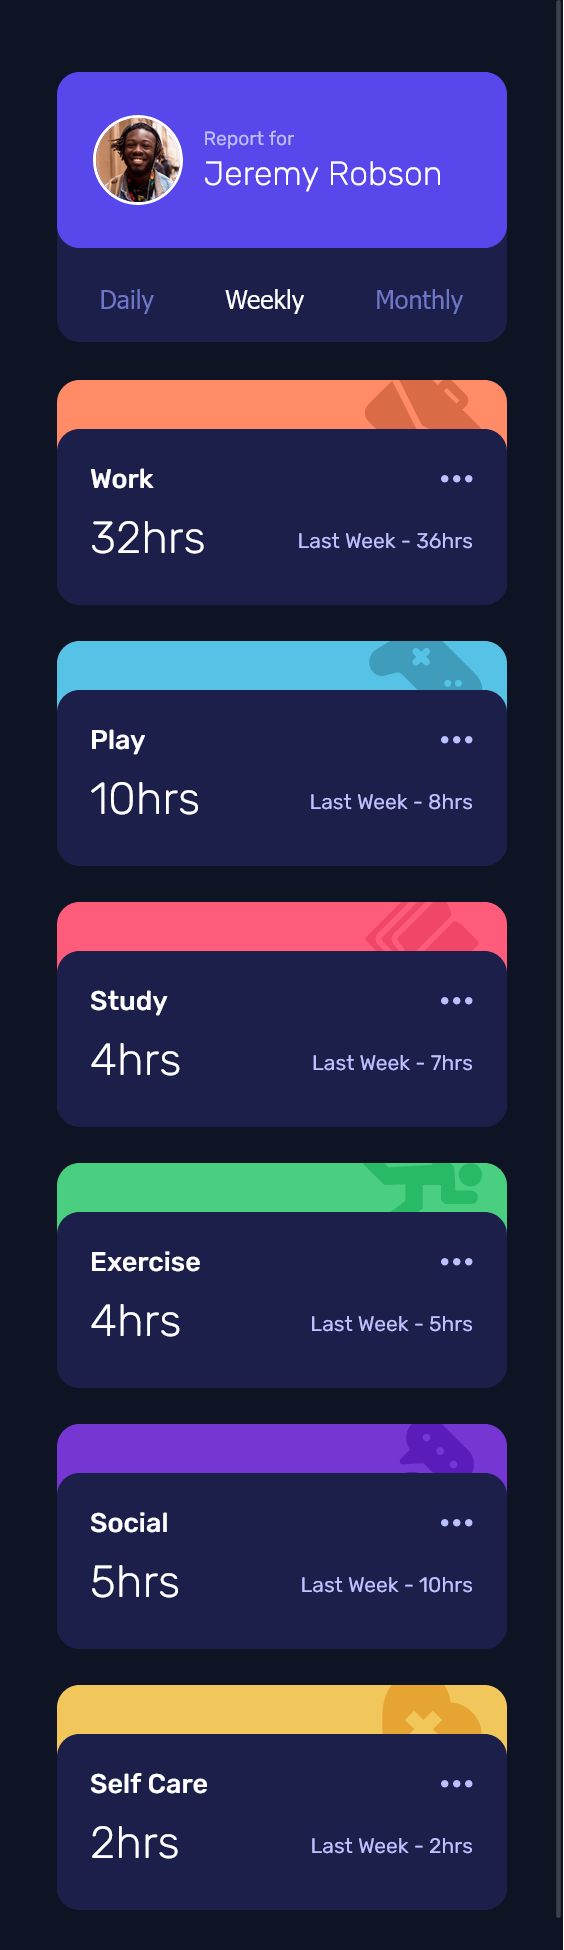 Report for
Jeremy Robson
Daily Weekly Monthly
Work
32hrs Last Week - 36hrs
Play
10hrs Last Week - 8hrs
Study
4hrs Last Week - 7hrs
Exercise
4hrs Last Week - 5hrs
Social
5hrs Last Week - 10hrs
Self Care
2hrs Last Week - 2hrs